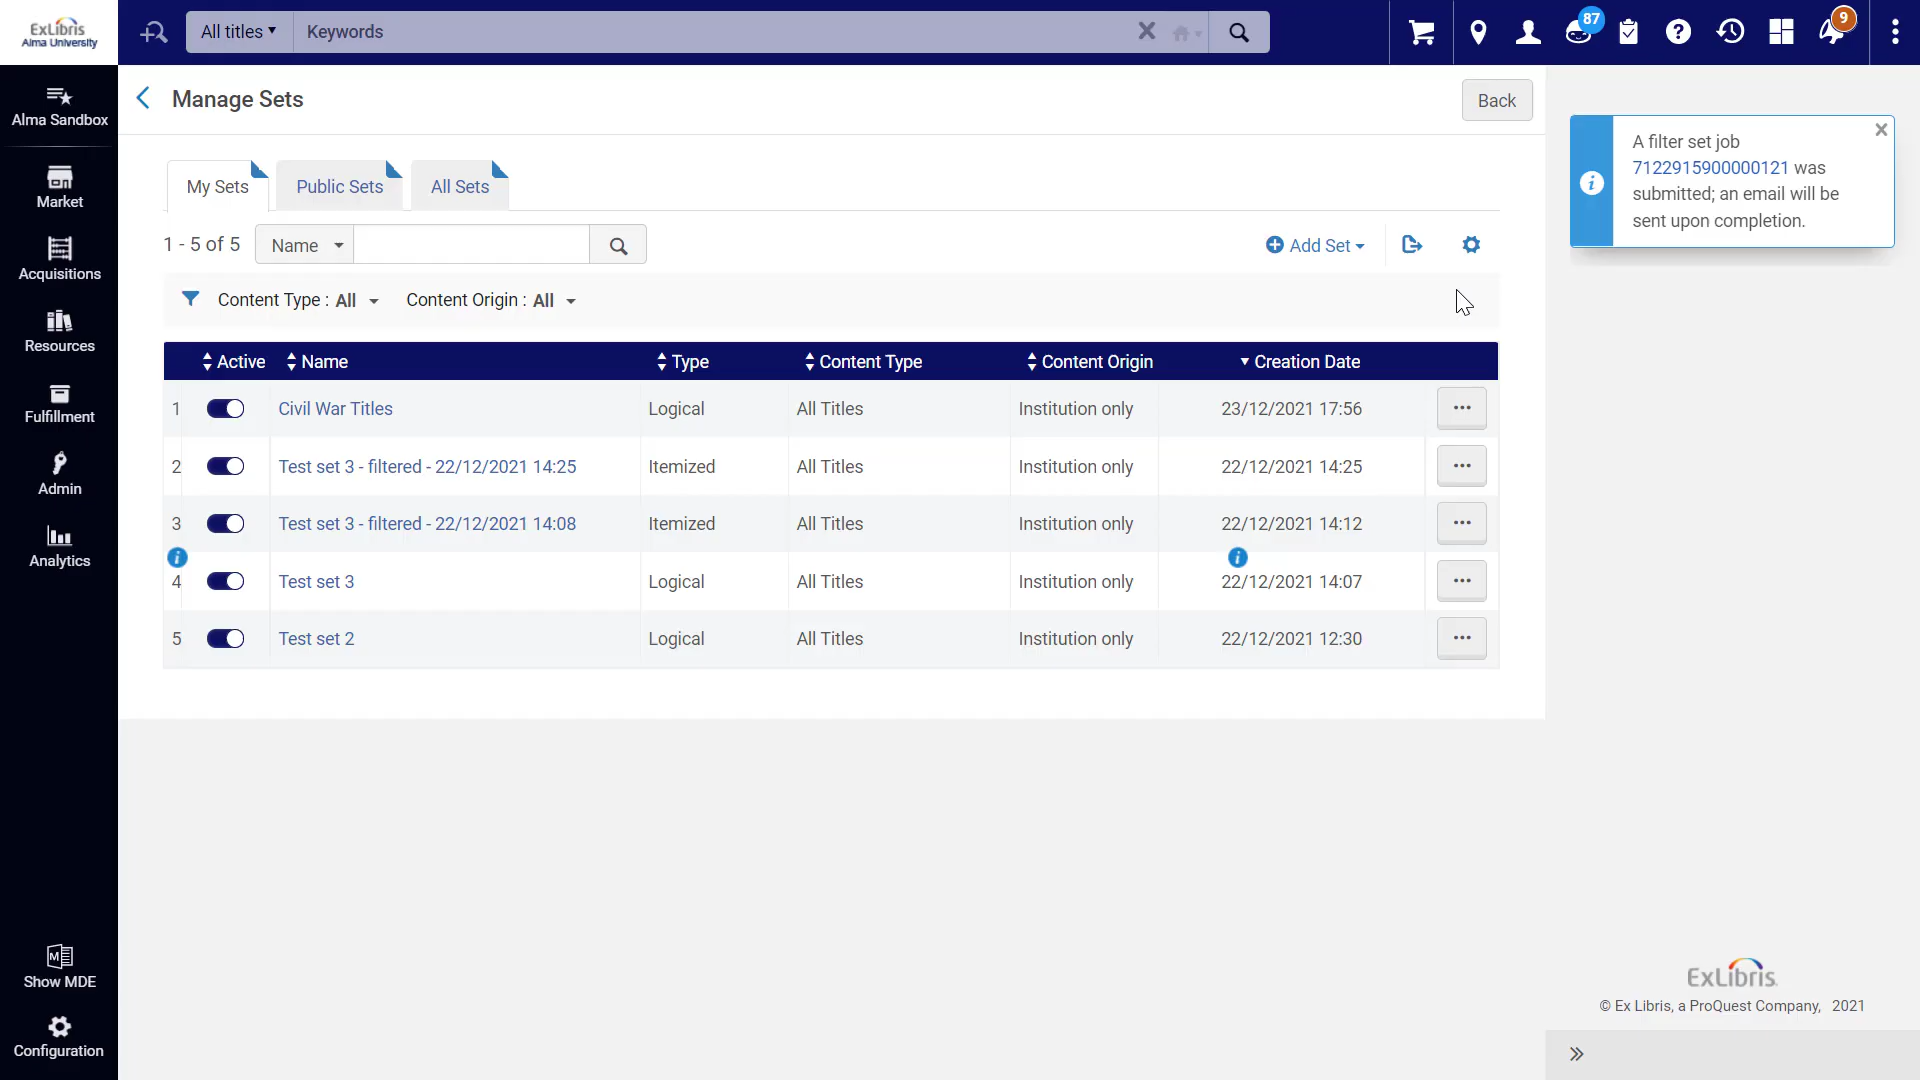 ExLibris
Alma University
All titles
Keywords
87
9
Alma Sandbox
Market
Acquisitions
Resources
Fulfillment
Admin
Analytics
Show MDE
Configuration
Manage Sets
Back
My Sets
Public Sets
All Sets
1 - 5 of 5
Name
Add Set
Content Type : All
Content Origin : All
Active Name Type Content Type Content Origin Creation Date
1 Civil War Titles Logical All Titles Institution only 23/12/2021 17:56
2 Test set 3 - filtered - 22/12/2021 14:25 Itemized All Titles Institution only 22/12/2021 14:25
3 Test set 3 - filtered - 22/12/2021 14:08 Itemized All Titles Institution only 22/12/2021 14:12
4 Test set 3 Logical All Titles Institution only 22/12/2021 14:07
5 Test set 2 Logical All Titles Institution only 22/12/2021 12:30
A filter set job
7122915900000121 was
submitted; an email will be
sent upon completion.
ExLibris
© Ex Libris, a ProQuest Company, 2021